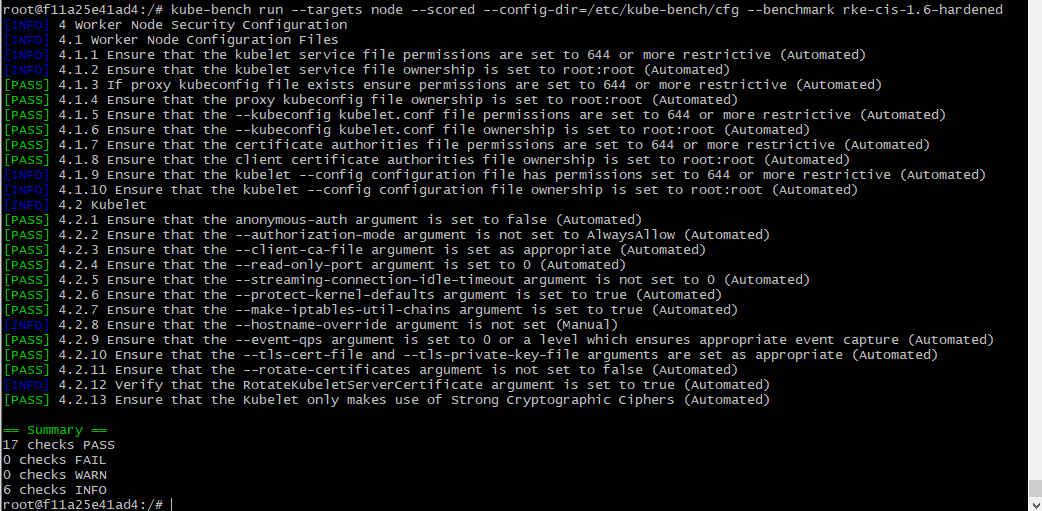 root@f11a25e41ad4:/# kube-bench run --targets node --scored --config-dir=/etc/kube-bench/cfg --benchmark rke-cis-1.6-hardened
[INFO] 4 Worker Node Security Configuration
[INFO] 4.1 Worker Node Configuration Files
[INFO] 4.1.1 Ensure that the kubelet service file permissions are set to 644 or more restrictive (Automated)
[INFO] 4.1.2 Ensure that the kubelet service file ownership is set to root:root (Automated)
[PASS] 4.1.3 If proxy kubeconfig file exists ensure permissions are set to 644 or more restrictive (Automated)
[PASS] 4.1.4 Ensure that the proxy kubeconfig file ownership is set to root:root (Automated)
[PASS] 4.1.5 Ensure that the --kubeconfig kubelet.conf file permissions are set to 644 or more restrictive (Automated)
[PASS] 4.1.6 Ensure that the --kubeconfig kubelet.conf file ownership is set to root:root (Automated)
[PASS] 4.1.7 Ensure that the certificate authorities file permissions are set to 644 or more restrictive (Automated)
[PASS] 4.1.8 Ensure that the client certificate authorities file ownership is set to root:root (Automated)
[INFO] 4.1.9 Ensure that the kubelet --config configuration file has permissions set to 644 or more restrictive (Automated)
[INFO] 4.1.10 Ensure that the kubelet --config configuration file ownership is set to root:root (Automated)
[INFO] 4.2 Kubelet
[PASS] 4.2.1 Ensure that the anonymous-auth argument is set to false (Automated)
[PASS] 4.2.2 Ensure that the --authorization-mode argument is not set to AlwaysAllow (Automated)
[PASS] 4.2.3 Ensure that the --client-ca-file argument is set as appropriate (Automated)
[PASS] 4.2.4 Ensure that the --read-only-port argument is set to 0 (Automated)
[PASS] 4.2.5 Ensure that the --streaming-connection-idle-timeout argument is not set to 0 (Automated)
[PASS] 4.2.6 Ensure that the --protect-kernel-defaults argument is set to true (Automated)
[PASS] 4.2.7 Ensure that the --make-iptables-util-chains argument is set to true (Automated)
[INFO] 4.2.8 Ensure that the --hostname-override argument is not set (Manual)
[PASS] 4.2.9 Ensure that the --event-qps argument is set to 0 or a level which ensures appropriate event capture (Automated)
[PASS] 4.2.10 Ensure that the --tls-cert-file and --tls-private-key-file arguments are set as appropriate (Automated)
[PASS] 4.2.11 Ensure that the --rotate-certificates argument is not set to false (Automated)
[INFO] 4.2.12 Verify that the RotateKubeletServerCertificate argument is set to true (Automated)
[PASS] 4.2.13 Ensure that the Kubelet only makes use of Strong Cryptographic Ciphers (Automated)
== Summary ==
17 checks PASS
0 checks FAIL
0 checks WARN
6 checks INFO
root@f11a25e41ad4:/#